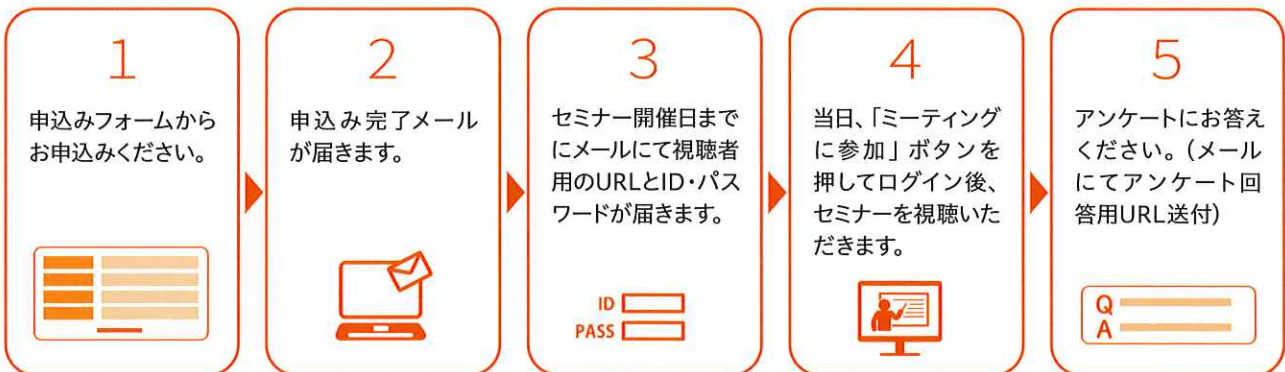 1
申込みフォームから
お申込みください。
2
申込み完了メール
が届きます。
3
セミナー開催日まで
にメールにて視聴者
用のURLとID・パス
ワードが届きます。
ID
PASS
4
当日、「ミーティング
に参加」ボタンを
押してログイン後、
セミナーを視聴いた
だきます。
5
アンケートにお答え
ください。(メール
にてアンケート回
答用URL送付)
Q
A